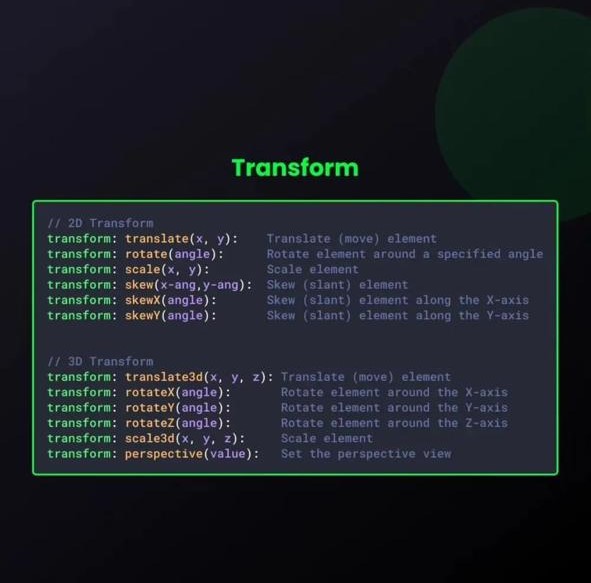 Transform
// 2D Transform
transform: translate(x, y): Translate (move) element
transform: rotate(angle): Rotate element around a specified angle
transform: scale(x, y): Scale element
transform: skew(x-ang,y-ang): Skew (slant) element
transform: skewX(angle): Skew (slant) element along the X-axis
transform: skewY(angle): Skew (slant) element along the Y-axis
// 3D Transform
transform: translate3d(x, y, z): Translate (move) element
transform: rotateX(angle): Rotate element around the X-axis
transform: rotateY(angle): Rotate element around the Y-axis
transform: rotateZ(angle): Rotate element around the Z-axis
transform: scale3d(x, y, z): Scale element
transform: perspective(value): Set the perspective view